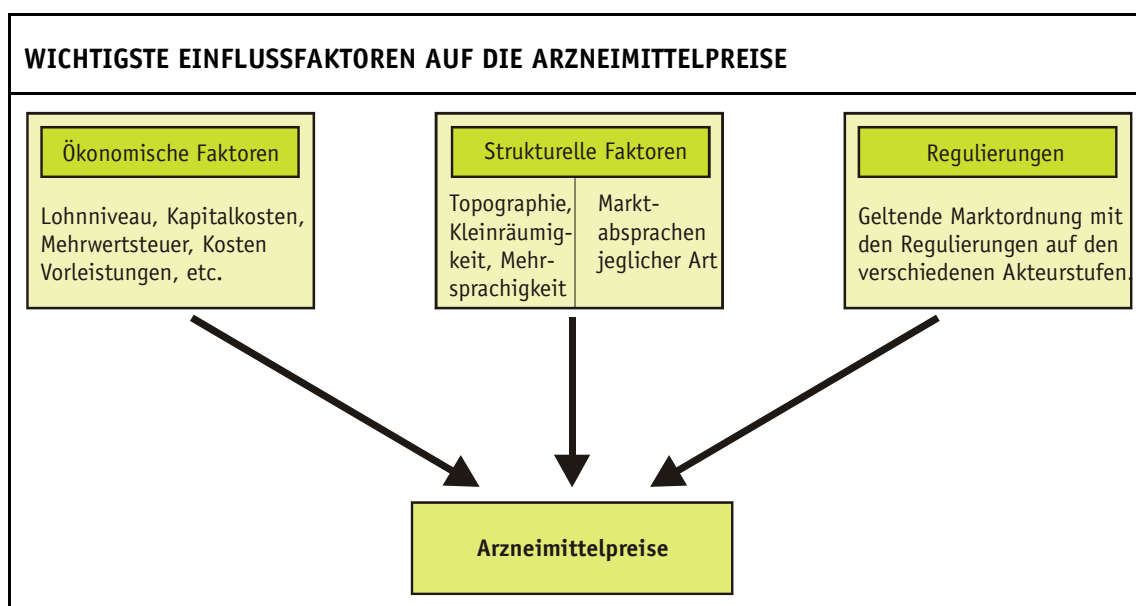 WICHTIGSTE EINFLUSSFAKTOREN AUF DIE ARZNEIMITTELPREISE
Ökonomische Faktoren
Lohnniveau, Kapitalkosten,
Mehrwertsteuer, Kosten
Vorleistungen, etc.
Strukturelle Faktoren
Topographie,
Kleinräumig-
keit, Mehr-
sprachigkeit
Markt-
absprachen
jeglicher Art
Regulierungen
Geltende Marktordnung mit
den Regulierungen auf den
verschiedenen Akteurstufen.
Arzneimittelpreise